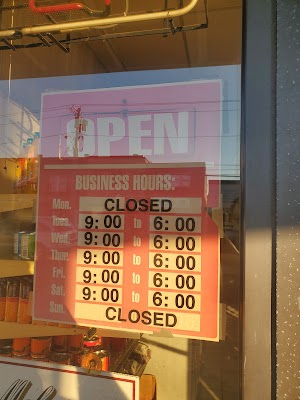 OPEN
BUSINESS HOURS:
Mon. CLOSED
Tues. 9:00 to 6:00
Wed. 9:00 to 6:00
Thur. 9:00 to 6:00
Fri. 9:00 to 6:00
Sat. 9:00 to 6:00
Sun. CLOSED